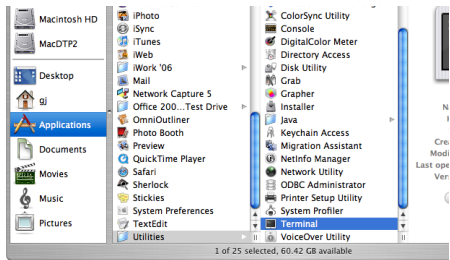 Macintosh HD
MacDTP2
Desktop
gj
Applications
Documents
Movies
Music
Pictures
iPhoto
iSync
iTunes
iWeb
iWork '06
Mail
Network Capture 5
Office 200...Test Drive
OmniOutliner
Photo Booth
Preview
QuickTime Player
Safari
Sherlock
Stickies
System Preferences
TextEdit
Utilities
ColorSync Utility
Console
DigitalColor Meter
Directory Access
Disk Utility
Grab
Grapher
Installer
Java
Keychain Access
Migration Assistant
NetInfo Manager
Network Utility
ODBC Administrator
Printer Setup Utility
System Profiler
Terminal
VoiceOver Utility
N
Crea
Modi
Last ope
Vers
1 of 25 selected, 60.42 GB available